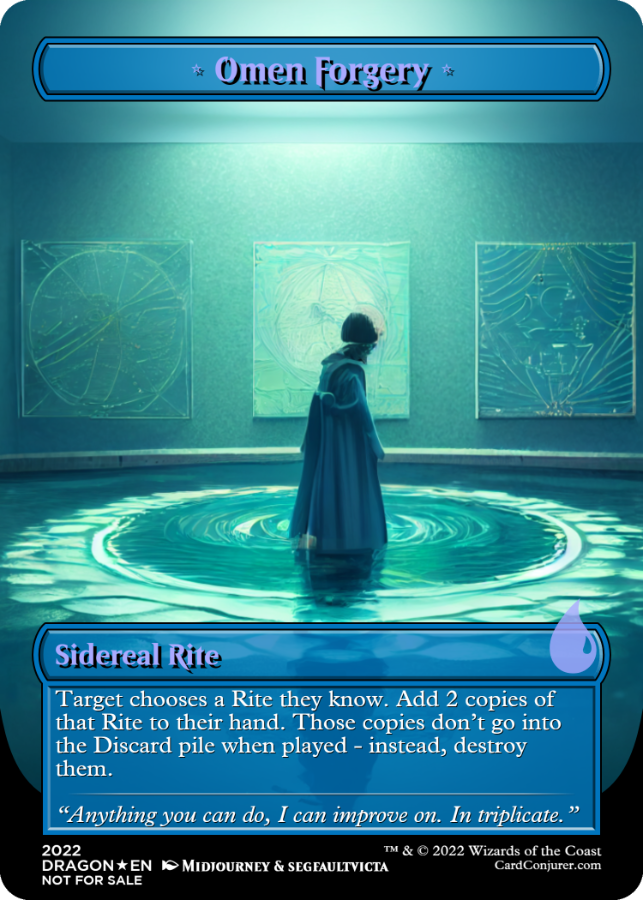 Omen Forgery
Sidereal Rite
Target chooses a Rite they know. Add 2 copies of
that Rite to their hand. Those copies don't go into
the Discard pile when played - instead, destroy
them.
“Anything you can do, I can improve on. In triplicate.”
2022
DRAGON★EN Midjourney & segfaultvicta
NOT FOR SALE
™ & © 2022 Wizards of the Coast
CardConjurer.com